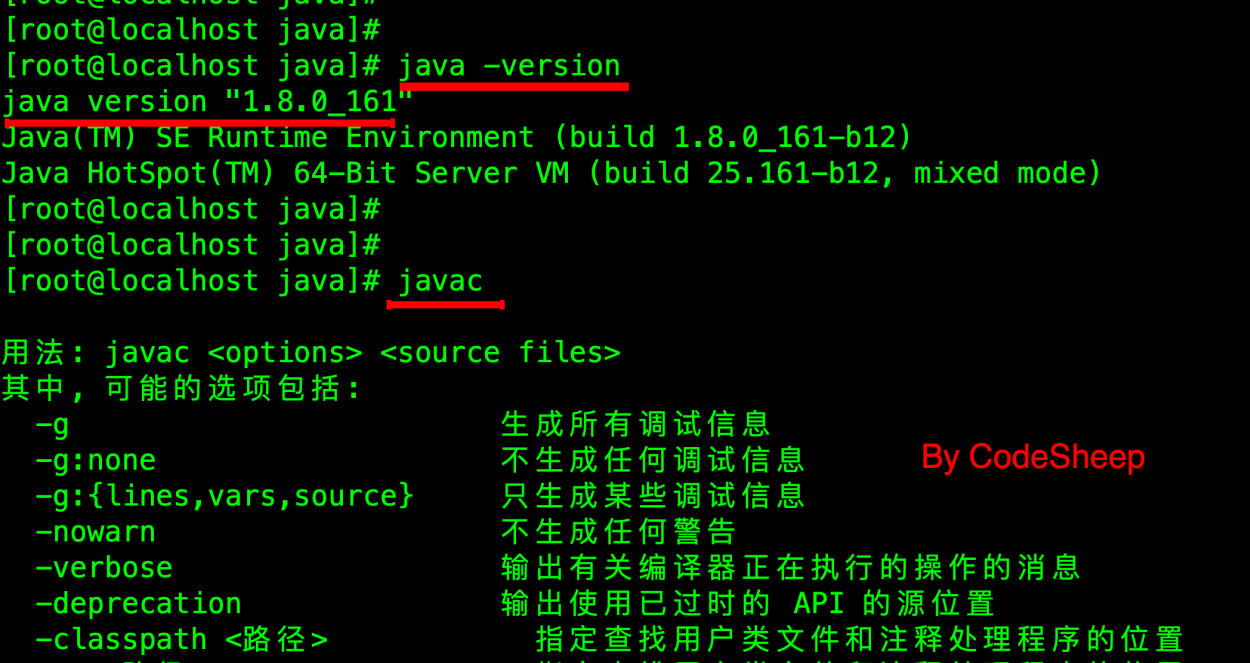 [root@localhost java]#
[root@localhost java]#
[root@localhost java]# java -version
java version "1.8.0_161"
Java(TM) SE Runtime Environment (build 1.8.0_161-b12)
Java HotSpot(TM) 64-Bit Server VM (build 25.161-b12, mixed mode)
[root@localhost java]#
[root@localhost java]#
[root@localhost java]# javac
用法: javac <options> <source files>
其中, 可能的选项包括:
-g 生成所有调试信息
-g:none 不生成任何调试信息
By CodeSheep
-g:{lines,vars,source} 只生成某些调试信息
-nowarn 不生成任何警告
-verbose 输出有关编译器正在执行的操作的消息
-deprecation 输出使用已过时的 API 的源位置
-classpath <路径> 指定查找用户类文件和注释处理程序的位置